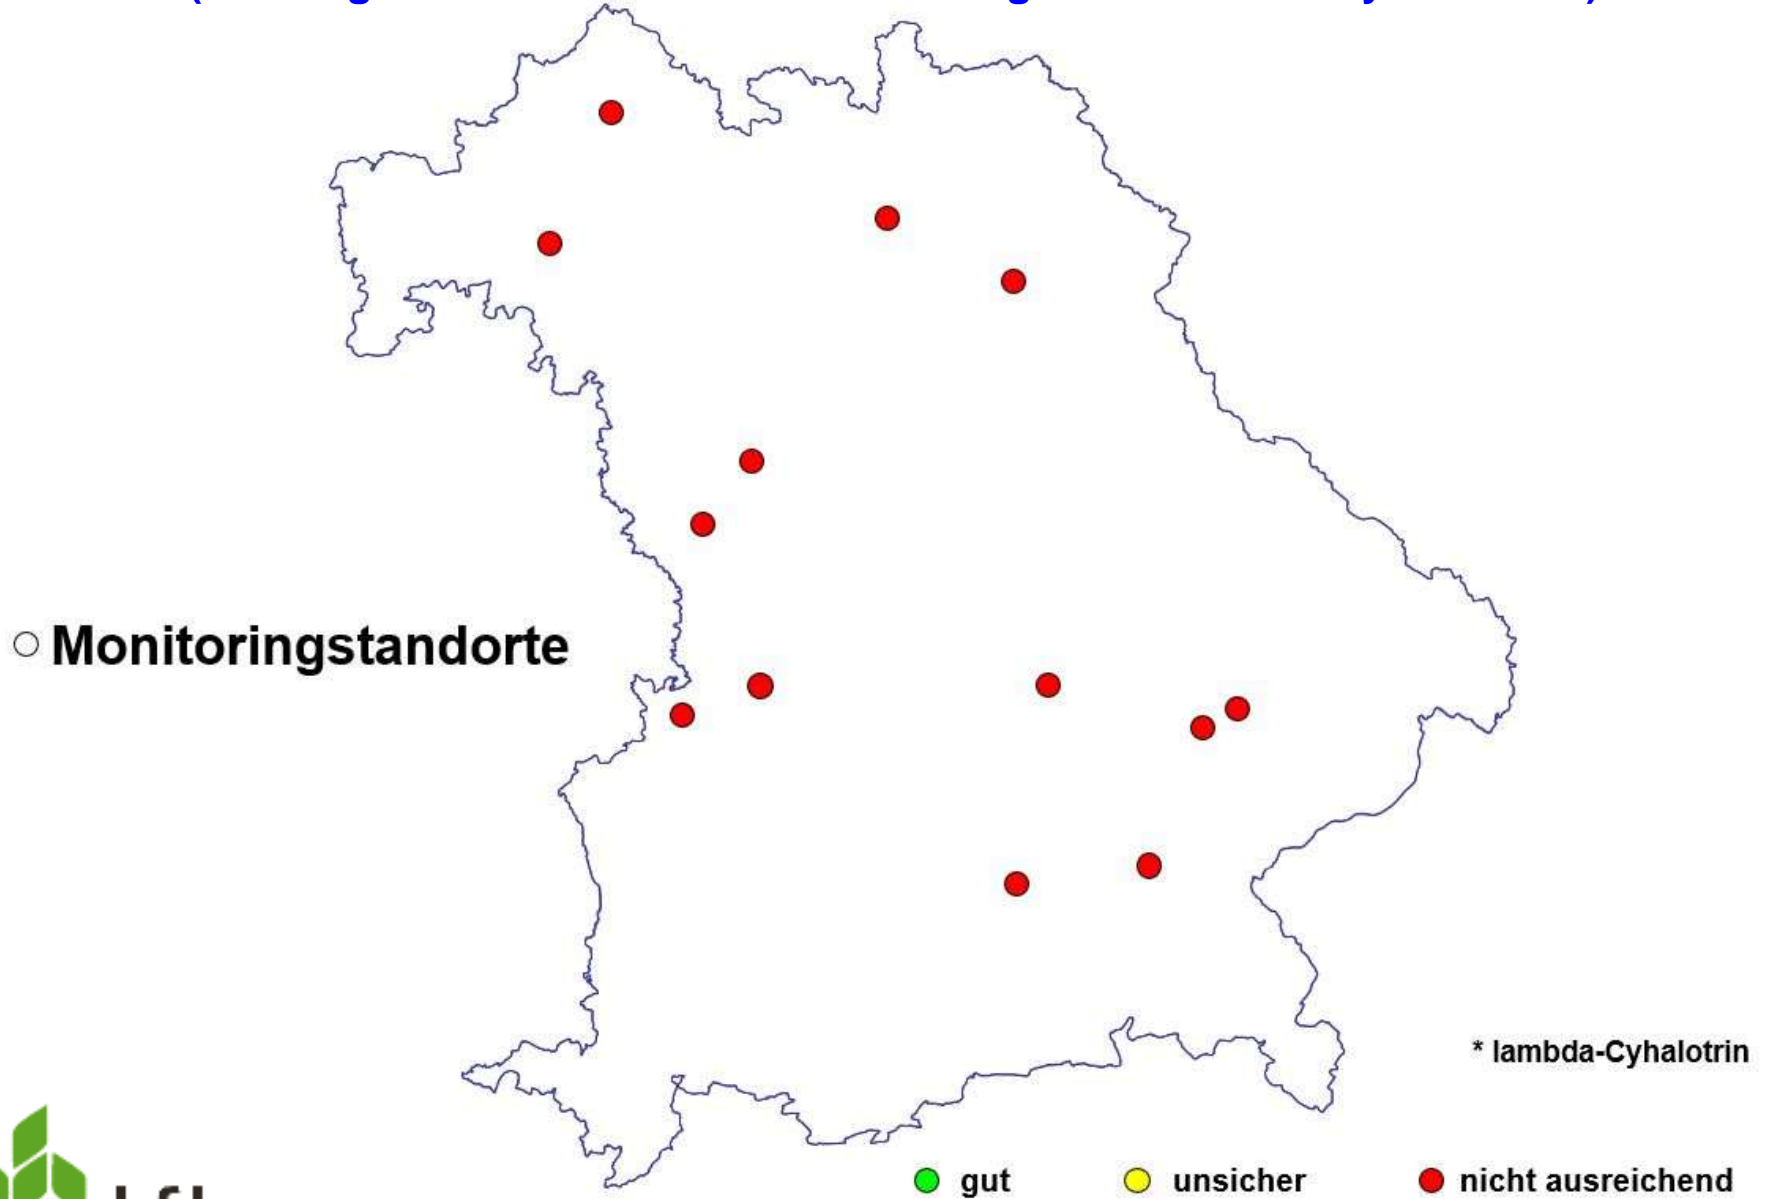 Monitoringstandorte
* lambda-Cyhalotrin
gut
unsicher
nicht ausreichend